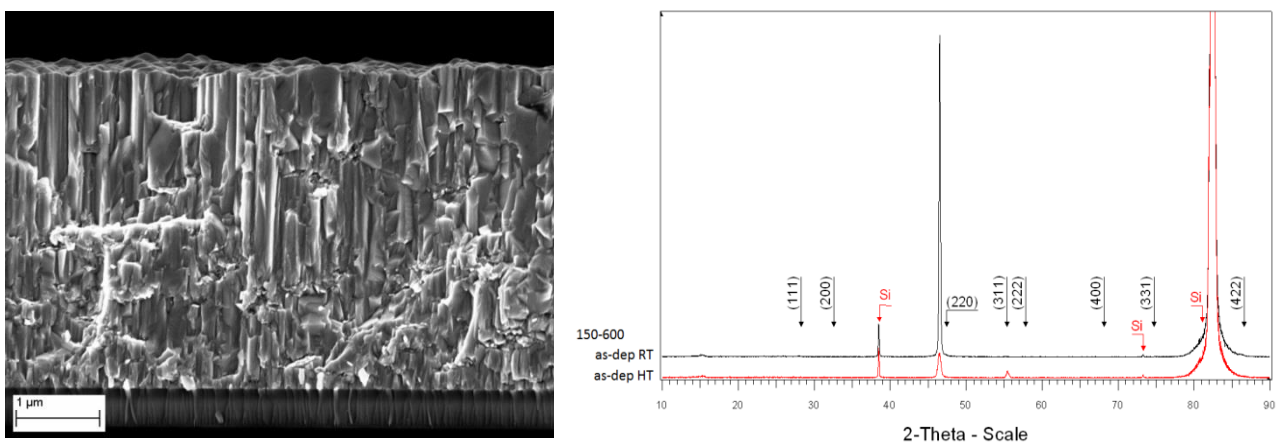 1 µm
(111)
(200)
Si
(220)
(311)
(222)
(400)
Si
(331)
Si
(422)
150-600
as-dep RT
as-dep HT
10 20 30 40 50 60 70 80 90
2-Theta - Scale